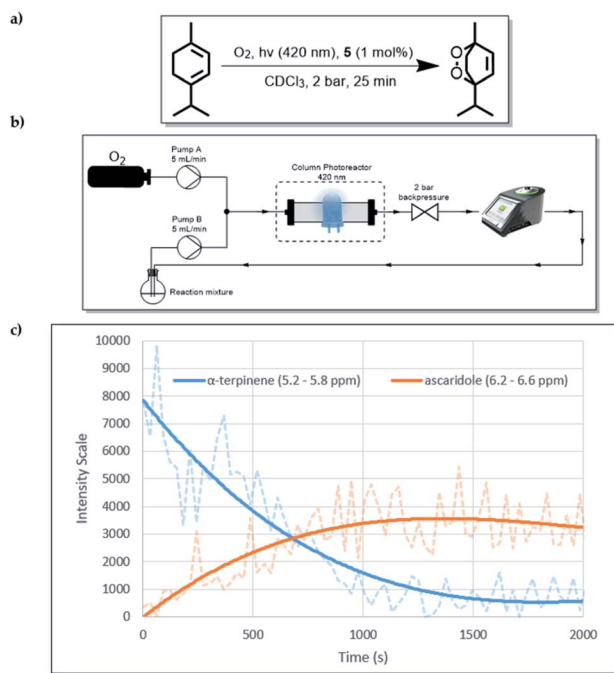 a)
O₂, hv (420 nm), 5 (1 mol%)
CDCl3, 2 bar, 25 min
O
O
b)
O₂
Pump A
5 mL/min
Column Photoreactor
420 nm
2 bar
backpressure
Pump B
5 mL/min
Reaction mixture
c)
α-terpinene (5.2 - 5.8 ppm)
ascaridole (6.2 - 6.6 ppm)
Intensity Scale
10000
9000
8000
7000
6000
5000
4000
3000
2000
1000
0
0 500 1000 1500 2000
Time (s)